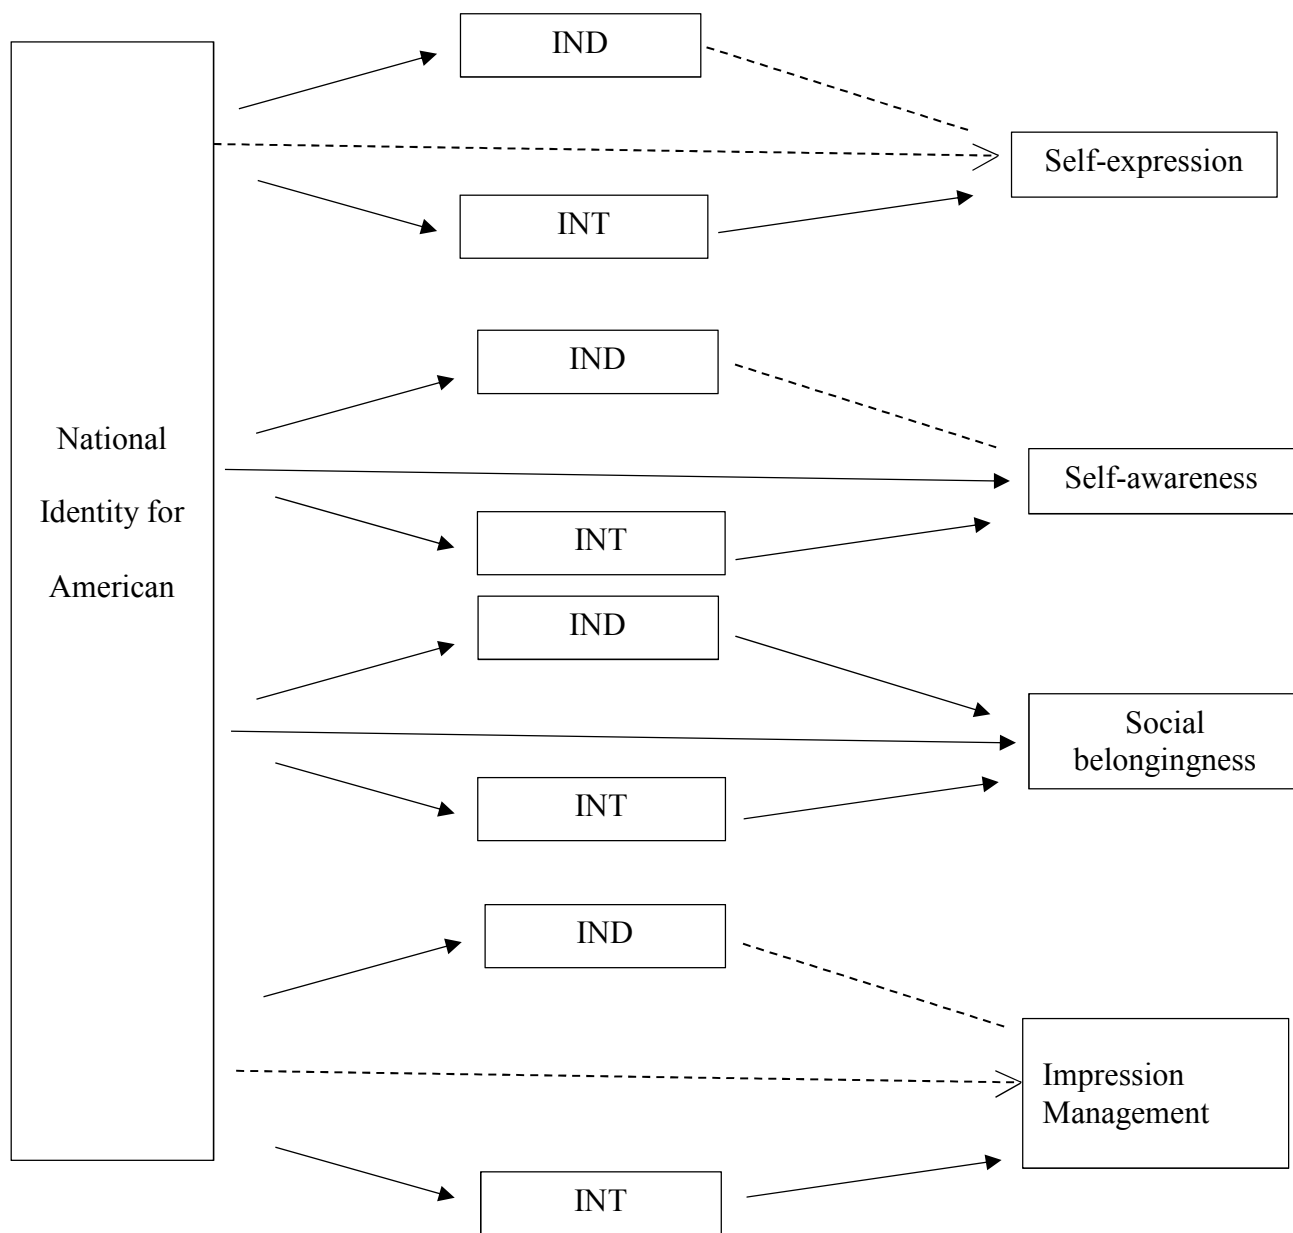 IND
Self-expression
INT
IND
National
Identity for
American
Self-awareness
INT
IND
Social
belongingness
INT
IND
Impression
Management
INT